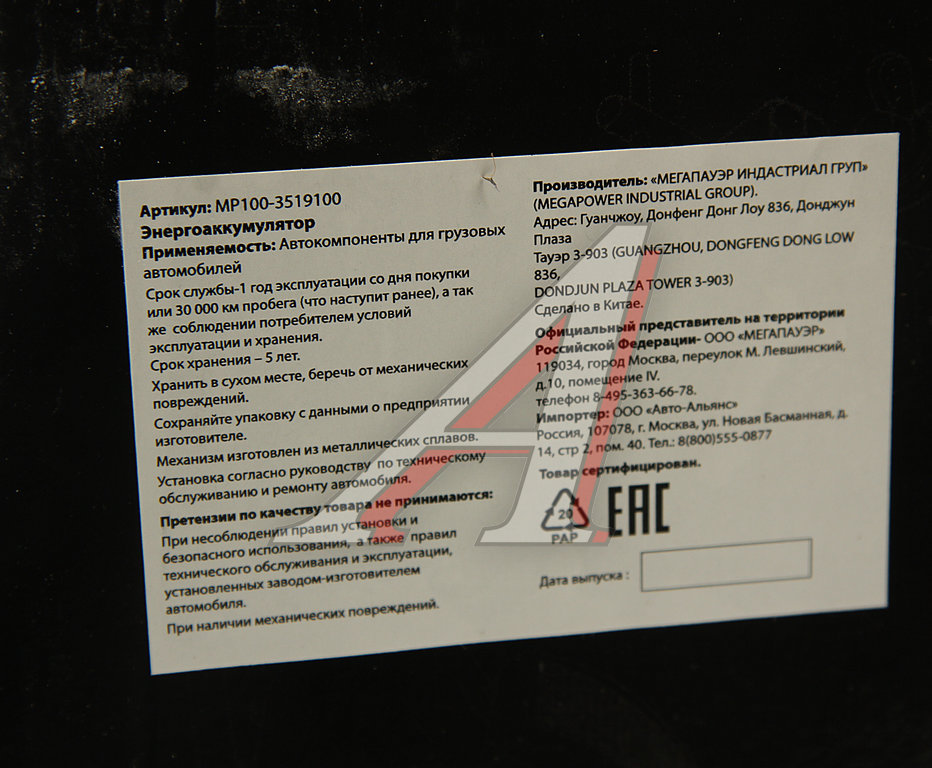 Артикул: MP100-3519100
Энергоаккумулятор
Применяемость: Автокомпоненты для грузовых
автомобилей
Срок службы-1 год эксплуатации со дня покупки
или 30 000 км пробега (что наступит ранее), а так
же соблюдении потребителем условий
эксплуатации и хранения.
Срок хранения – 5 лет.
Хранить в сухом месте, беречь от механических
повреждений.
Сохраняйте упаковку с данными о предприятии
изготовителе.
Механизм изготовлен из металлических сплавов.
Установка согласно руководству по техническому
обслуживанию и ремонту автомобиля.
Претензии по качеству товара не принимаются:
При несоблюдении правил установки и
безопасного использования, а также правил
технического обслуживания и эксплуатации,
установленных заводом-изготовителем
автомобиля.
При наличии механических повреждений.
Производитель: «МЕГАПАУЭР ИНДАСТРИАЛ ГРУП»
(MEGAPOWER INDUSTRIAL GROUP).
Адрес: Гуанчжоу, Донфенг Донг Лоу 836, Донджун
Плаза
Тауэр 3-903 (GUANGZHOU, DONGFENG DONG LOW
836,
DONDJUN PLAZA TOWER 3-903)
Сделано в Китае.
Официальный представитель на территории
Российской Федерации- ООО «МЕГАПАУЭР»
119034, город Москва, переулок М. Левшинский,
д.10, помещение IV.
телефон 8-495-363-66-78.
Импортер: ООО «Авто-Альянс»
Россия, 107078, г. Москва, ул. Новая Басманная, д.
14, стр 2, пом. 40. Тел.: 8(800)555-0877
Товар сертифицирован.
20
PAP
EAC
Дата выпуска :